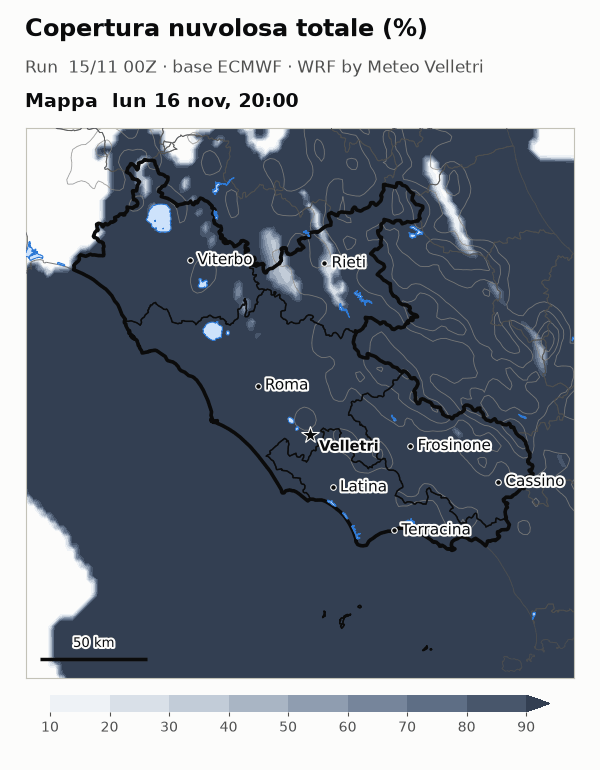 Copertura nuvolosa totale (%)
Run  15/11 00Z · base ECMWF · WRF by Meteo Velletri
Mappa  lun 16 nov, 20:00
Viterbo
Rieti
Roma
Velletri
Frosinone
Latina
Cassino
Terracina
50 km
10 20 30 40 50 60 70 80 90